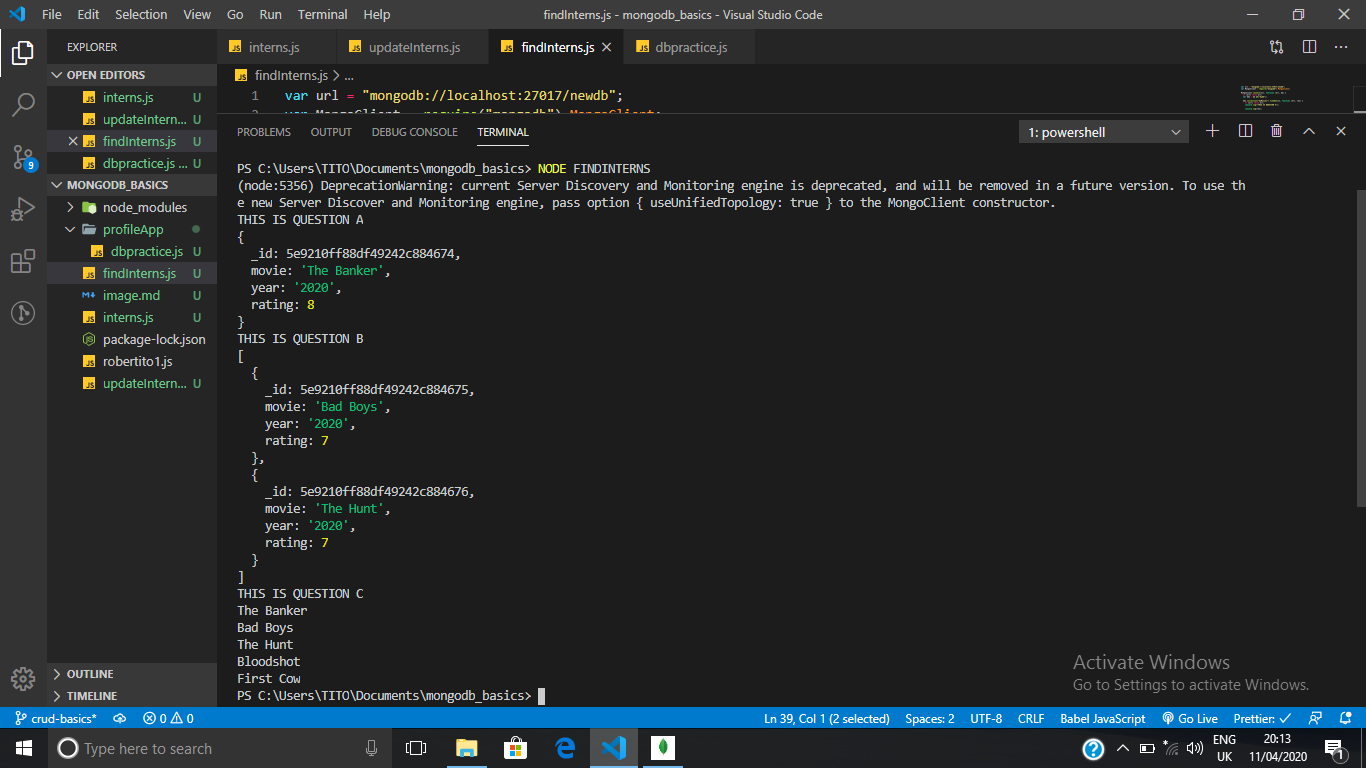 File Edit Selection View Go Run Terminal Help findInterns.js - mongodb_basics - Visual Studio Code
EXPLORER
OPEN EDITORS
interns.js U
updateIntern... U
findInterns.js U
dbpractice.js ... U
MONGODB_BASICS
node_modules
profileApp
dbpractice.js U
findInterns.js U
image.md U
interns.js U
package-lock.json
robertito1.js
updateIntern... U
OUTLINE
TIMELINE
9
interns.js updateInterns.js findInterns.js dbpractice.js
findInterns.js > ...
1 var url = "mongodb://localhost:27017/newdb";
var MongoClient = require("mongodb").MongoClient;
PROBLEMS OUTPUT DEBUG CONSOLE TERMINAL 1: powershell
PS C:\Users\TITO\Documents\mongodb_basics> NODE FINDINTERNS
(node:5356) DeprecationWarning: current Server Discovery and Monitoring engine is deprecated, and will be removed in a future version. To use th
e new Server Discover and Monitoring engine, pass option { useUnifiedTopology: true } to the MongoClient constructor.
THIS IS QUESTION A
{
_id: 5e9210ff88df49242c884674,
movie: 'The Banker',
year: '2020',
rating: 8
}
THIS IS QUESTION B
[
{
_id: 5e9210ff88df49242c884675,
movie: 'Bad Boys',
year: '2020',
rating: 7
},
{
_id: 5e9210ff88df49242c884676,
movie: 'The Hunt',
year: '2020',
rating: 7
}
]
THIS IS QUESTION C
The Banker
Bad Boys
The Hunt
Bloodshot
First Cow
PS C:\Users\TITO\Documents\mongodb_basics>
Activate Windows
Go to Settings to activate Windows.
crud-basics* 0 0 Ln 39, Col 1 (2 selected) Spaces: 2 UTF-8 CRLF Babel JavaScript Go Live Prettier: ✓
Type here to search
ENG
UK
20:13
11/04/2020
1